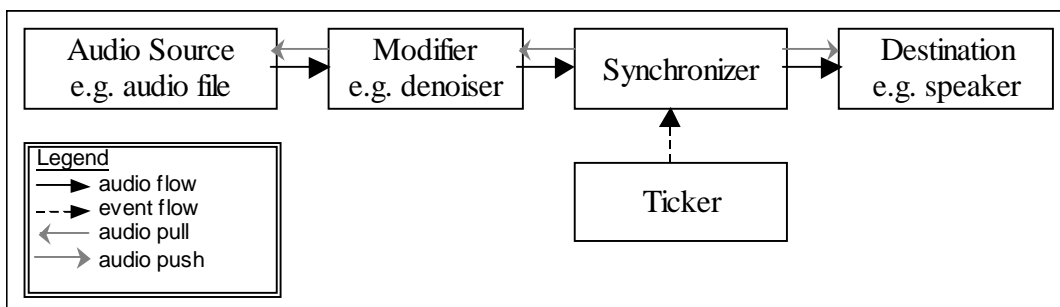 Audio Source
e.g. audio file
Modifier
e.g. denoiser
Synchronizer
Destination
e.g. speaker
Ticker
Legend
audio flow
event flow
audio pull
audio push